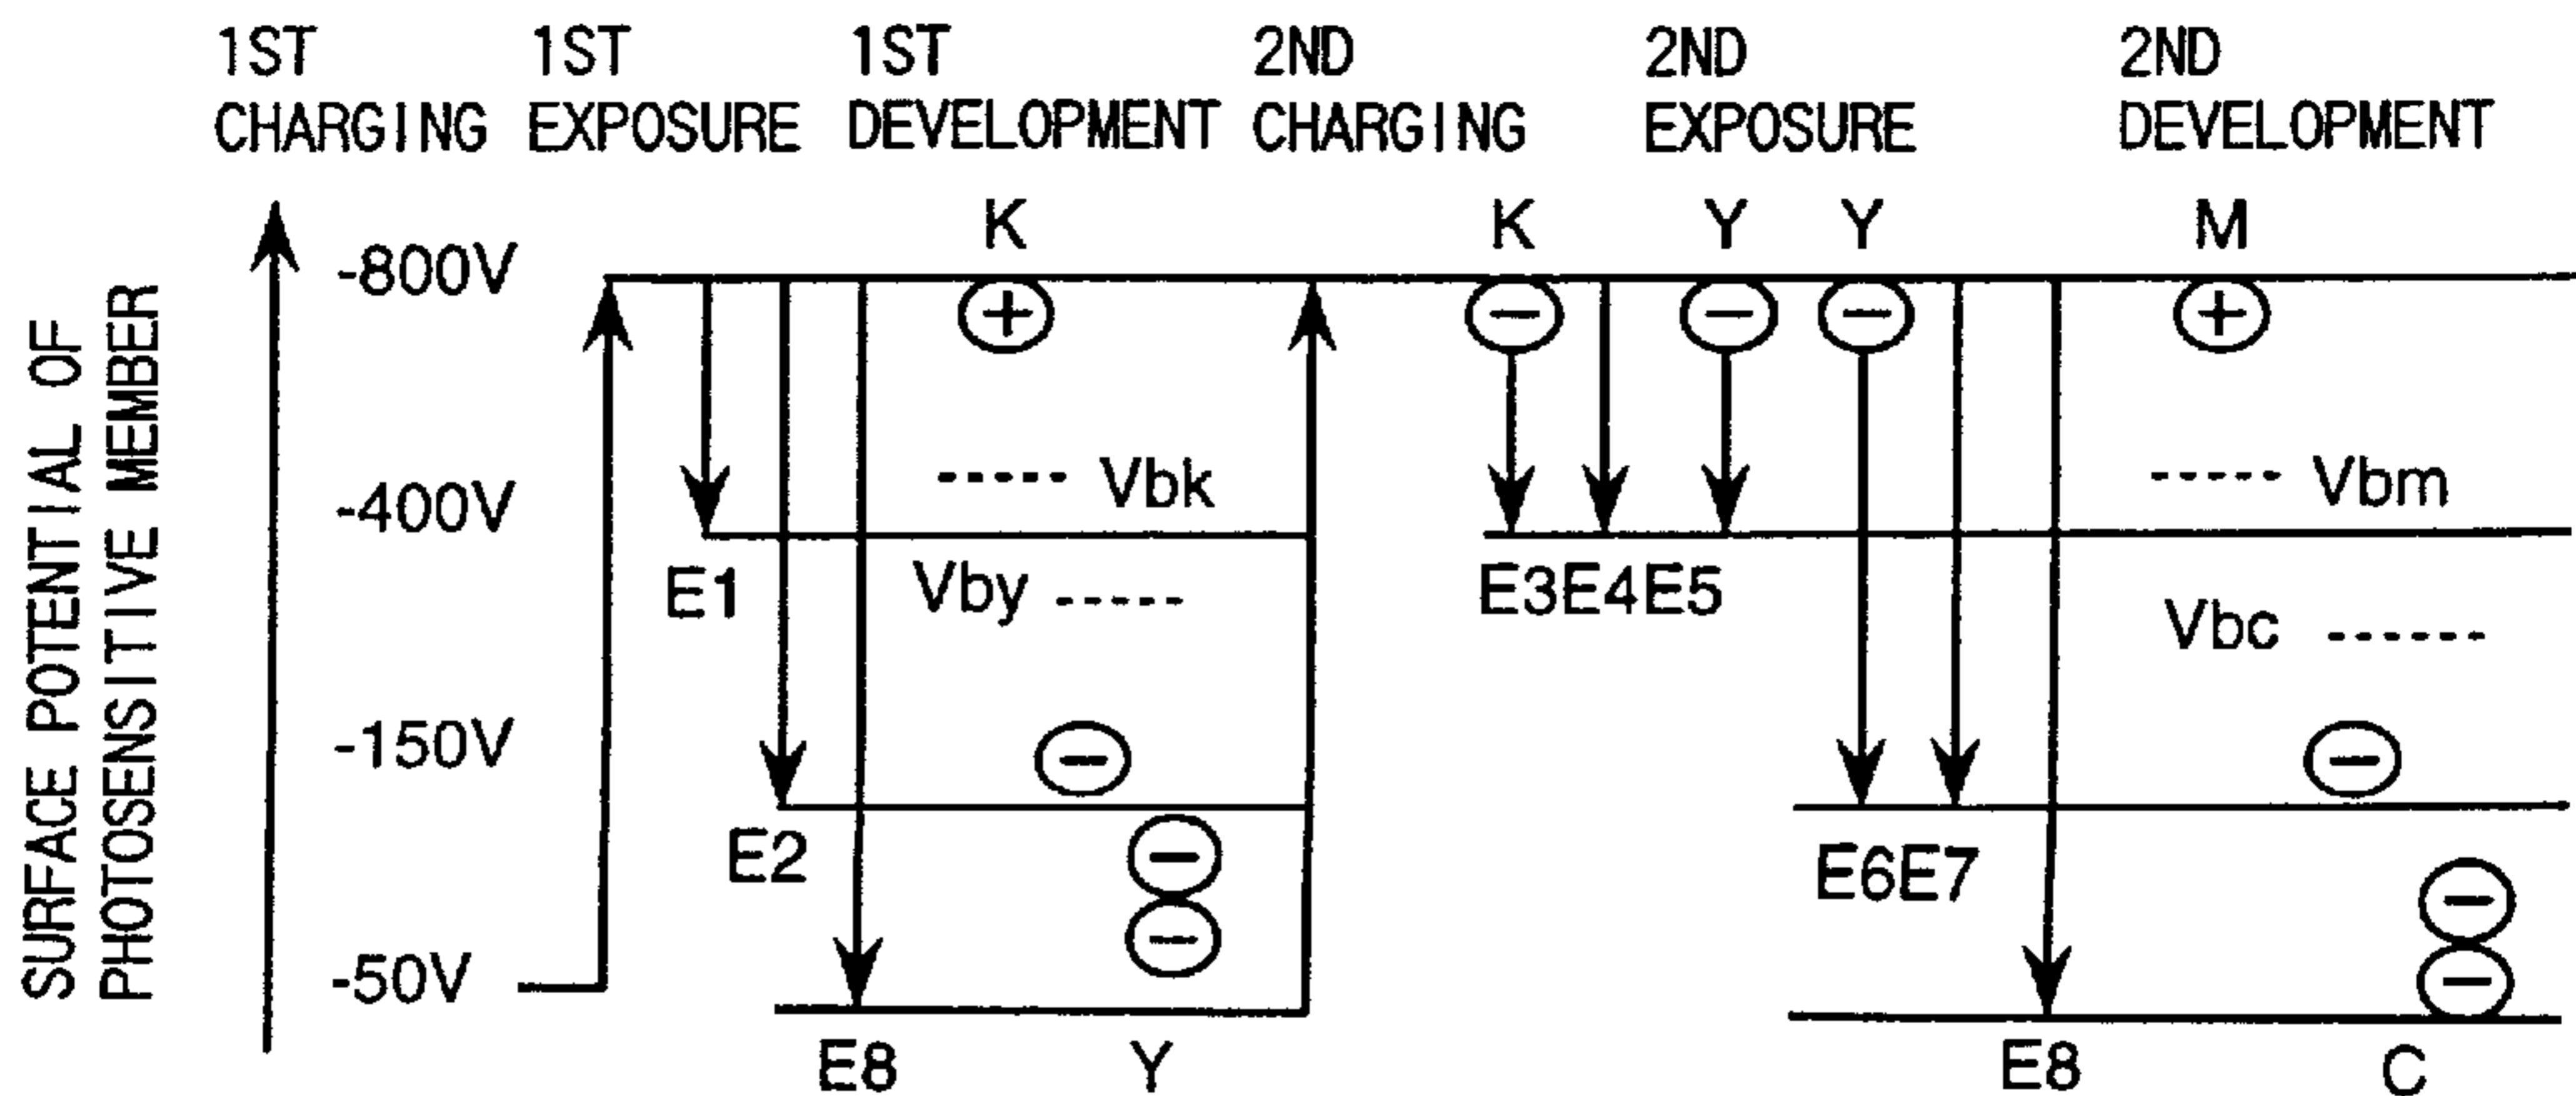 1ST CHARGING
1ST EXPOSURE
1ST DEVELOPMENT
2ND CHARGING
2ND EXPOSURE
2ND DEVELOPMENT
SURFACE POTENTIAL OF
PHOTOSENSITIVE MEMBER
K K Y Y M
-800V + - - - +
-400V ----- Vbk ----- Vbm
E1 Vby ----- E3E4E5 Vbc ------
-150V - -
E2 - E6E7 -
-50V - -
E8 Y E8 C